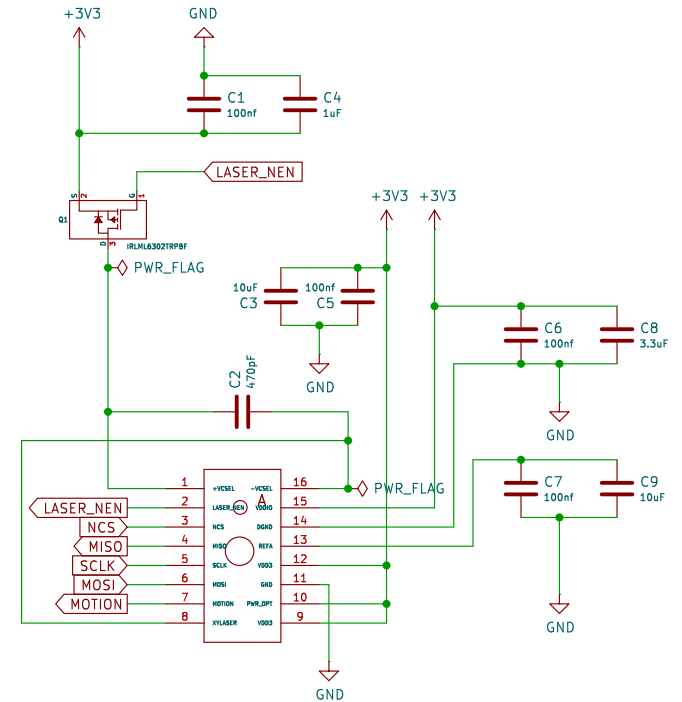 +3V3
GND
C1
100nf
C4
1uF
LASER_NEN
S
2
G
1
Q1
D
3
IRLML6302TRPBF
PWR_FLAG
+3V3
+3V3
10uF
C3
100nf
C5
GND
C6
100nf
C8
3.3uF
GND
C2
470pF
C7
100nf
C9
10uF
GND
PWR_FLAG
A
1
+VCSEL
-VCSEL
16
LASER_NEN
2
LASER_NEN
VDDIO
15
NCS
3
NCS
DGND
14
MISO
4
MISO
REFA
13
SCLK
5
SCLK
VDD3
12
MOSI
6
MOSI
GND
11
MOTION
7
MOTION
PWR_OPT
10
8
XYLASER
VDD3
9
GND